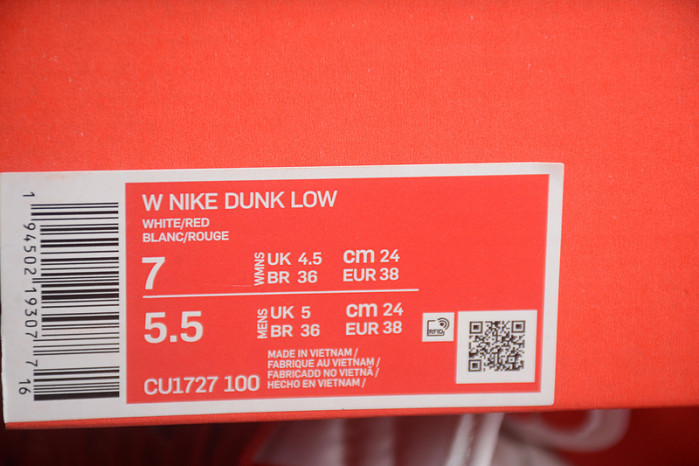 W NIKE DUNK LOW
WHITE/RED
BLANC/ROUGE
7 WMNS UK 4.5 cm 24
BR 36 EUR 38
5.5 MENS UK 5 cm 24
BR 36 EUR 38
RFID
MADE IN VIETNAM /
FABRIQUE AU VIETNAM /
FABRICADO NO VIETNÃ /
HECHO EN VIETNAM /
CU1727 100
1 94502 19307 7 16